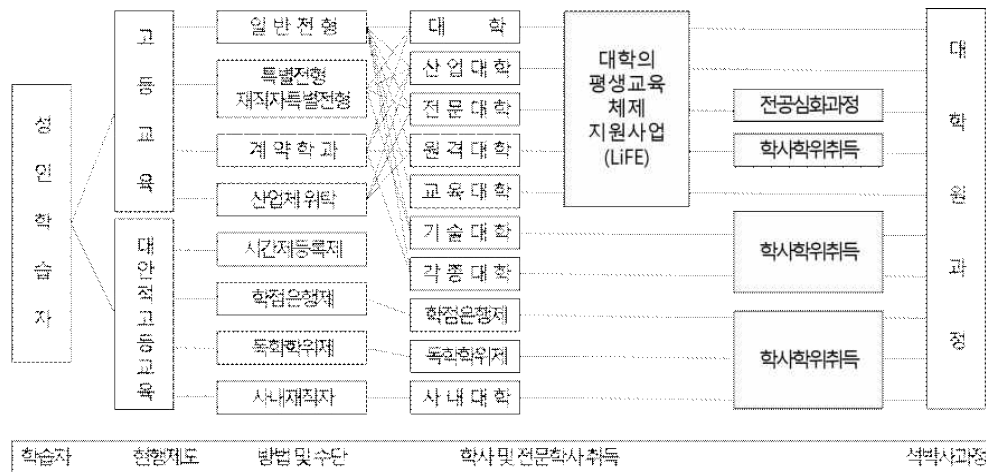 성인학습자
고등교육
대안적고등교육
일반전형
특별전형
재직자특별전형
계약학과
산업체 위탁
시간제등록제
학점은행제
독학학위제
사내재직자
대 학
산업대학
전문대학
원격대학
교육대학
기술대학
각종대학
학점은행제
독학학위제
사내대학
대학의
평생교육
체제
지원사업
(LiFE)
전공심화과정
학사학위취득
학사학위취득
학사학위취득
대학원과정
학습자 현행제도 방법 및 수단 학사 및 전문학사 취득 석박사과정